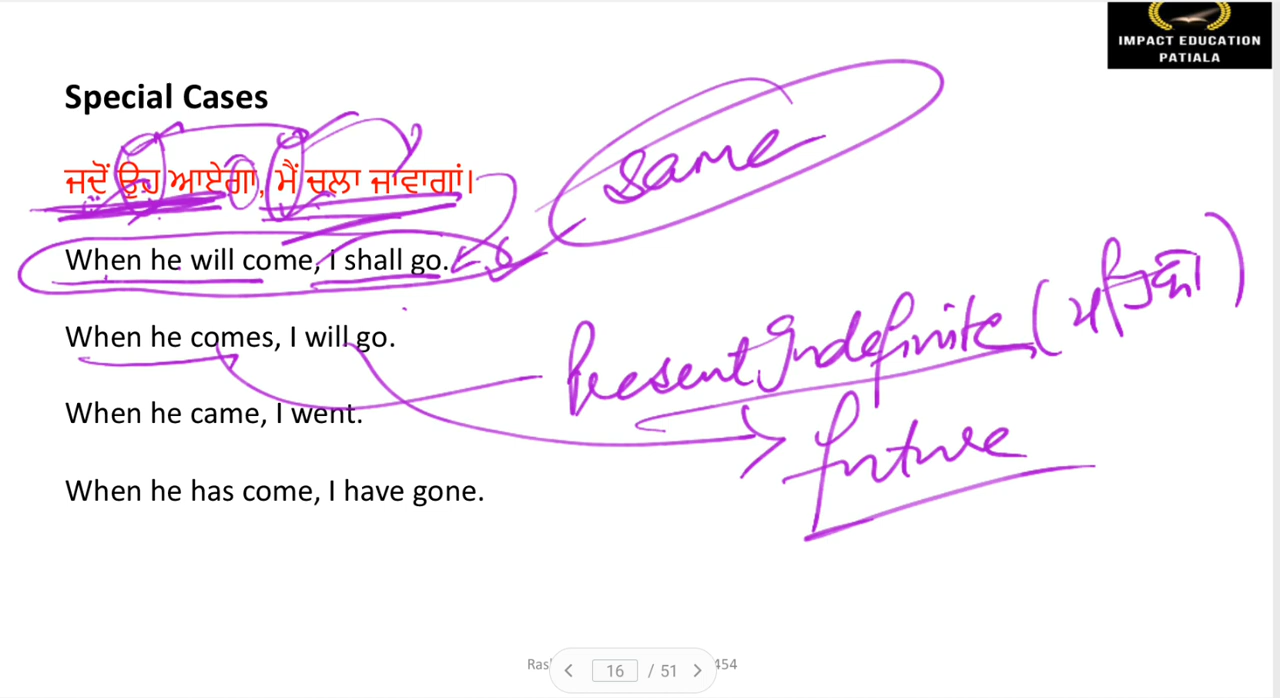 IMPACT EDUCATION
PATIALA
Special Cases
same
ਜਦੋਂ ਉਹ ਆਏਗਾ, ਮੈਂ ਚਲਾ ਜਾਵਾਗਾਂ।
When he will come, I shall go.
When he comes, I will go.
Present Indefinite
When he came, I went.
future
When he has come, I have gone.
16 / 51
454